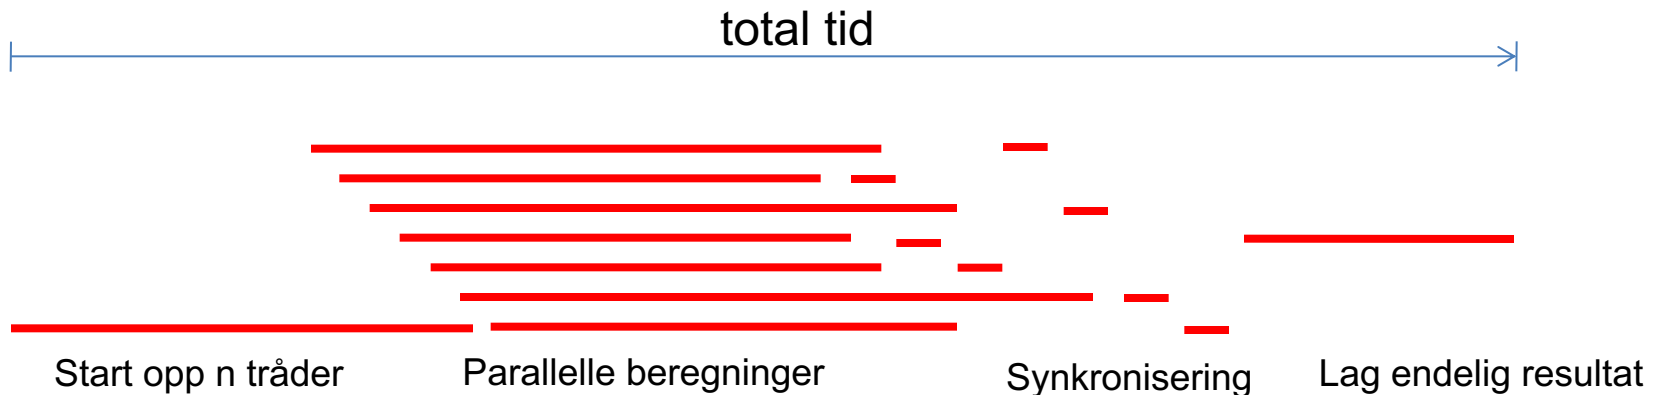 total tid
Start opp n tråder
Parallelle beregninger
Synkronisering
Lag endelig resultat